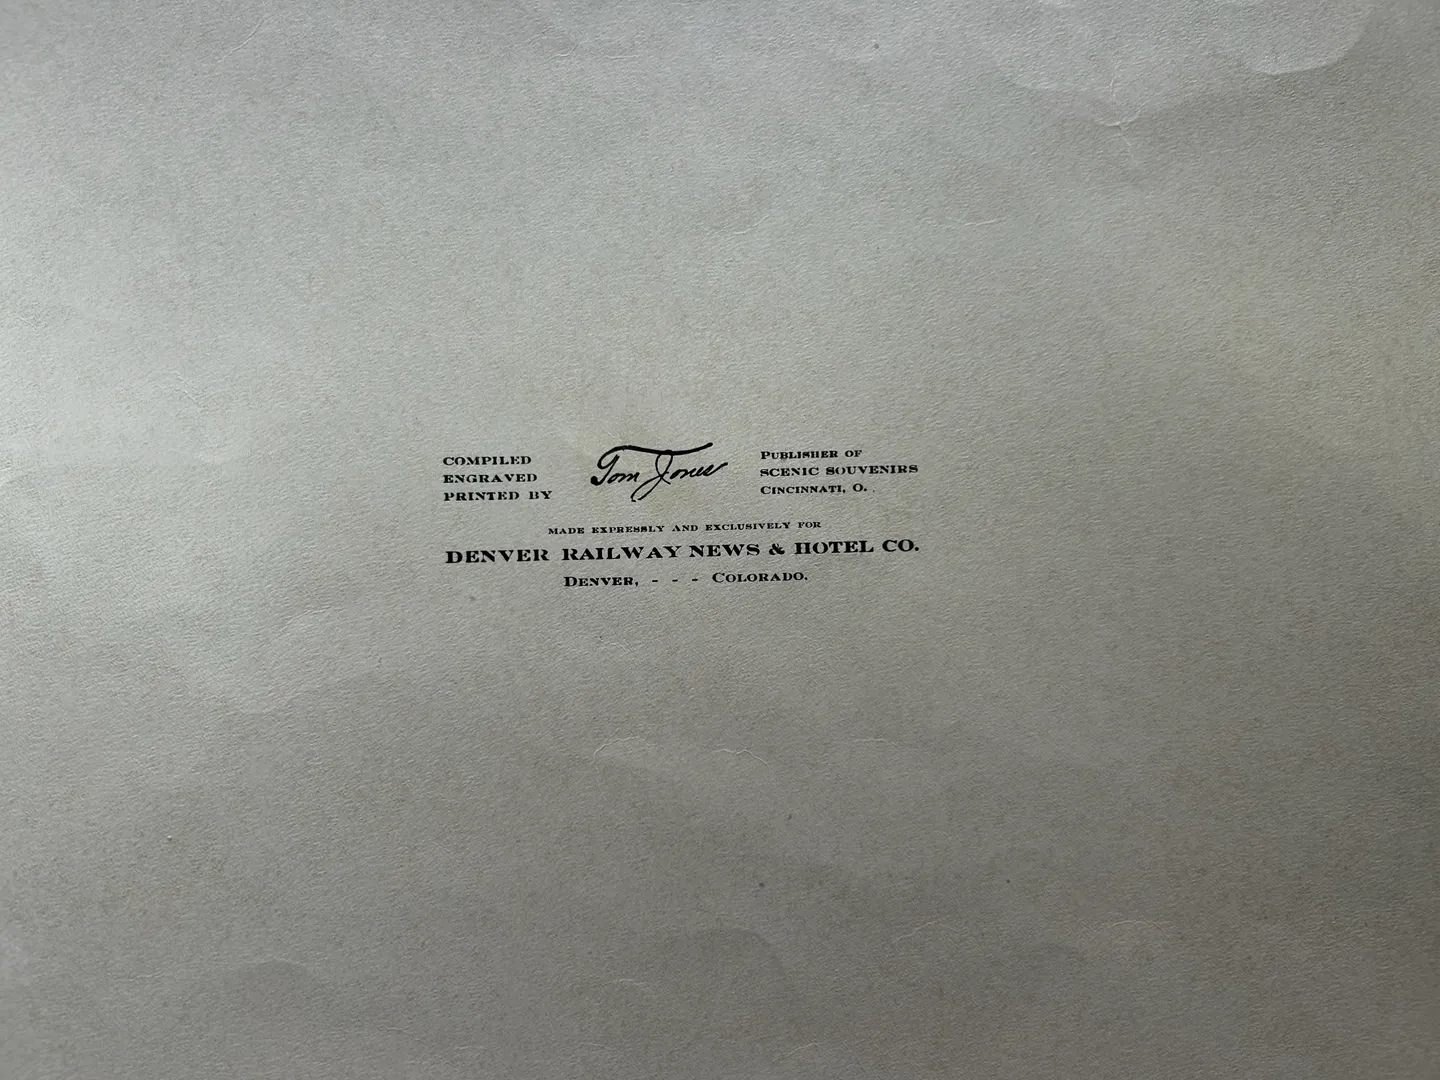 COMPILED
ENGRAVED
PRINTED BY
Tom Jones
PUBLISHER OF
SCENIC SOUVENIRS
CINCINNATI, O.
MADE EXPRESSLY AND EXCLUSIVELY FOR
DENVER RAILWAY NEWS & HOTEL CO.
DENVER, - - - COLORADO.